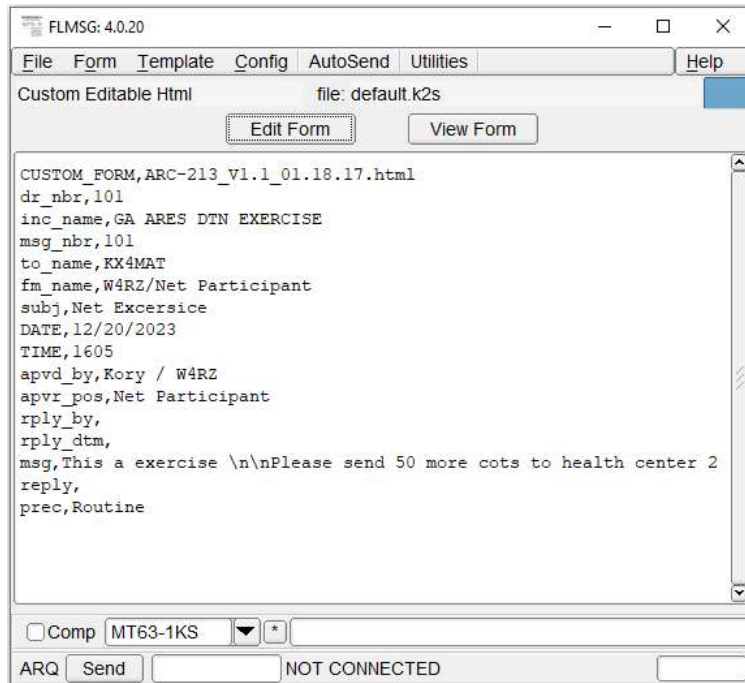 FLMSG: 4.0.20
File Form Template Config AutoSend Utilities Help
Custom Editable Html file: default.k2s
Edit Form View Form
CUSTOM_FORM,ARC-213_V1.1_01.18.17.html
dr_nbr,101
inc_name,GA ARES DTN EXERCISE
msg_nbr,101
to_name,KX4MAT
fm_name,W4RZ/Net Participant
subj,Net Excersice
DATE,12/20/2023
TIME,1605
apvd_by,Kory / W4RZ
apvr_pos,Net Participant
rply_by,
rply_dtm,
msg,This a exercise \n\nPlease send 50 more cots to health center 2
reply,
prec,Routine
Comp MT63-1KS *
ARQ Send NOT CONNECTED